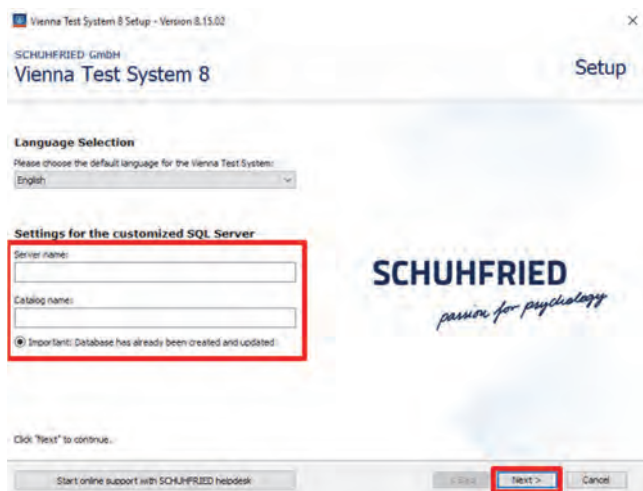 Vienna Test System 8 Setup - Version 8.15.02
SCHUHFRIED GmbH
Vienna Test System 8
Setup
Language Selection
Please choose the default language for the Vienna Test System:
English
Settings for the customized SQL Server
Server name:
Catalog name:
Important: Database has already been created and updated
SCHUHFRIED
passion for psychology
Click "Next" to continue.
Start online support with SCHUHFRIED helpdesk
< Back
Next >
Cancel